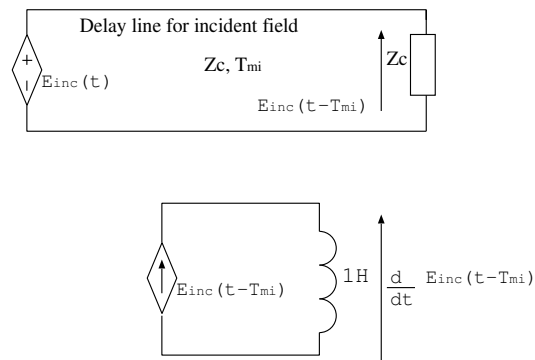 Delay line for incident field
+
−
Einc(t)
Zc, Tmi
Zc
Einc(t−Tmi)
Einc(t−Tmi)
1H
d
dt
Einc(t−Tmi)